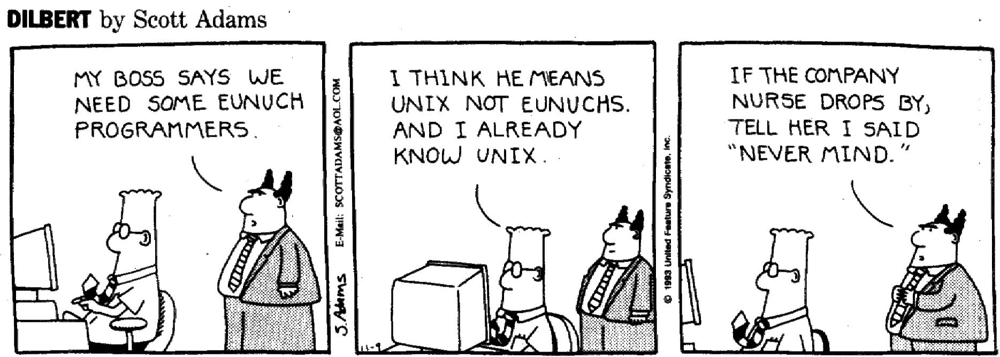 DILBERT by Scott Adams
MY BOSS SAYS WE
NEED SOME EUNUCH
PROGRAMMERS.
S. Adams E-Mail: SCOTTADAMS@AOL.COM
I THINK HE MEANS
UNIX NOT EUNUCHS.
AND I ALREADY
KNOW UNIX.
11-9
© 1993 United Feature Syndicate, Inc.
IF THE COMPANY
NURSE DROPS BY,
TELL HER I SAID
"NEVER MIND."